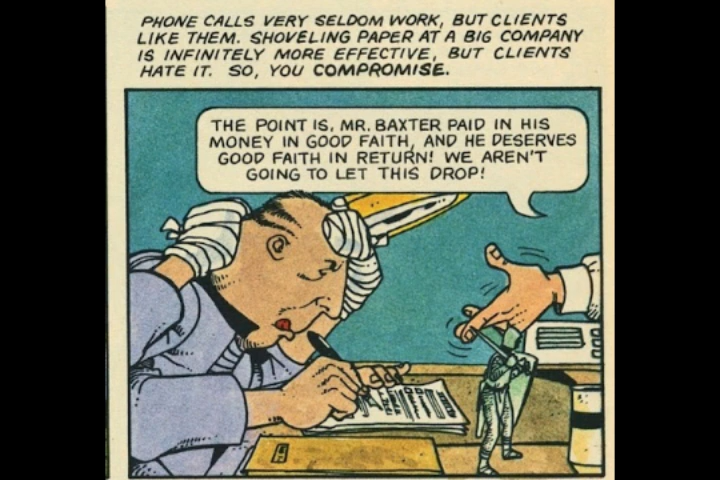 PHONE CALLS VERY SELDOM WORK, BUT CLIENTS
LIKE THEM. SHOVELING PAPER AT A BIG COMPANY
IS INFINITELY MORE EFFECTIVE, BUT CLIENTS
HATE IT. SO, YOU COMPROMISE.
THE POINT IS, MR. BAXTER PAID IN HIS
MONEY IN GOOD FAITH, AND HE DESERVES
GOOD FAITH IN RETURN! WE AREN'T
GOING TO LET THIS DROP!